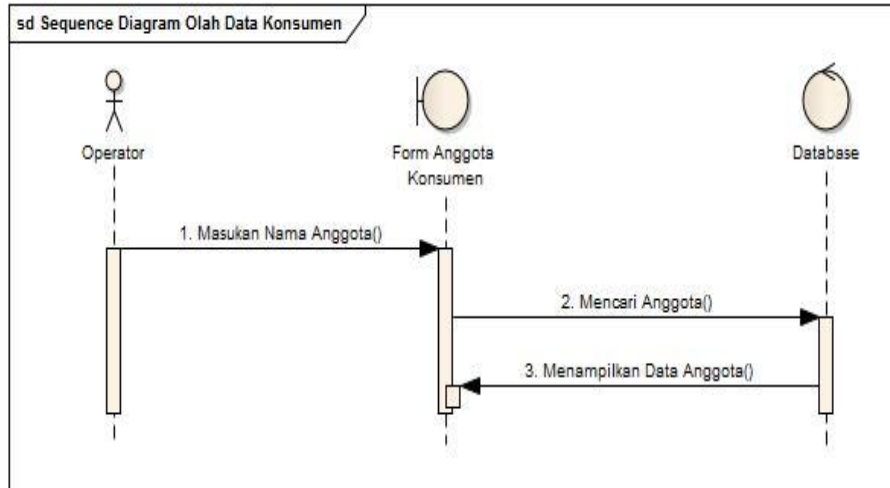 sd Sequence Diagram Olah Data Konsumen
Operator
Form Anggota
Konsumen
Database
1. Masukan Nama Anggota()
2. Mencari Anggota()
3. Menampilkan Data Anggota()